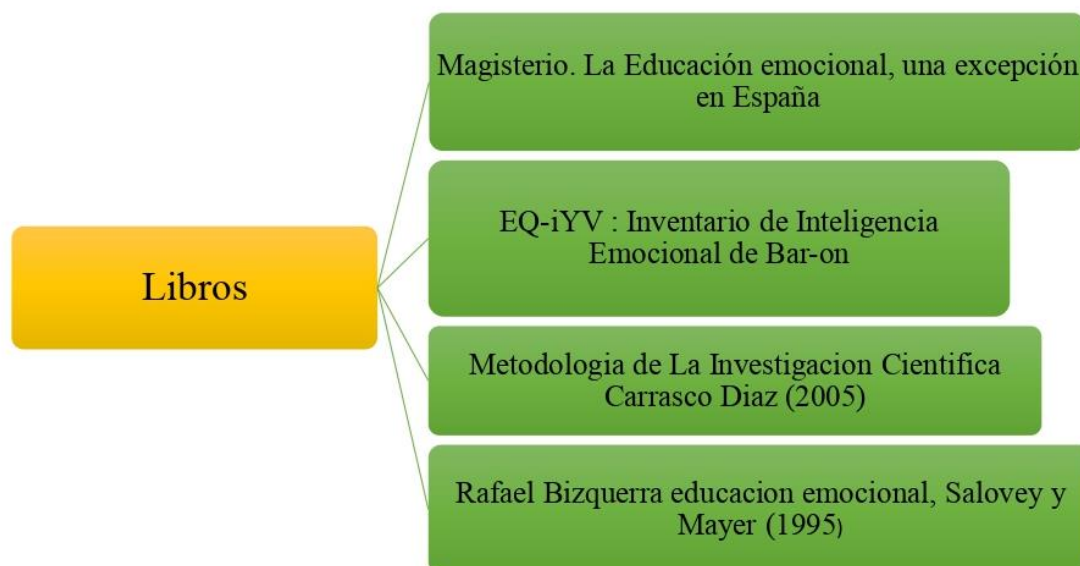 Magisterio. La Educación emocional, una excepción
en España
EQ-iYV : Inventario de Inteligencia
Emocional de Bar-on
Libros
Metodologia de La Investigacion Cientifica
Carrasco Diaz (2005)
Rafael Bizquerra educacion emocional, Salovey y
Mayer (1995)